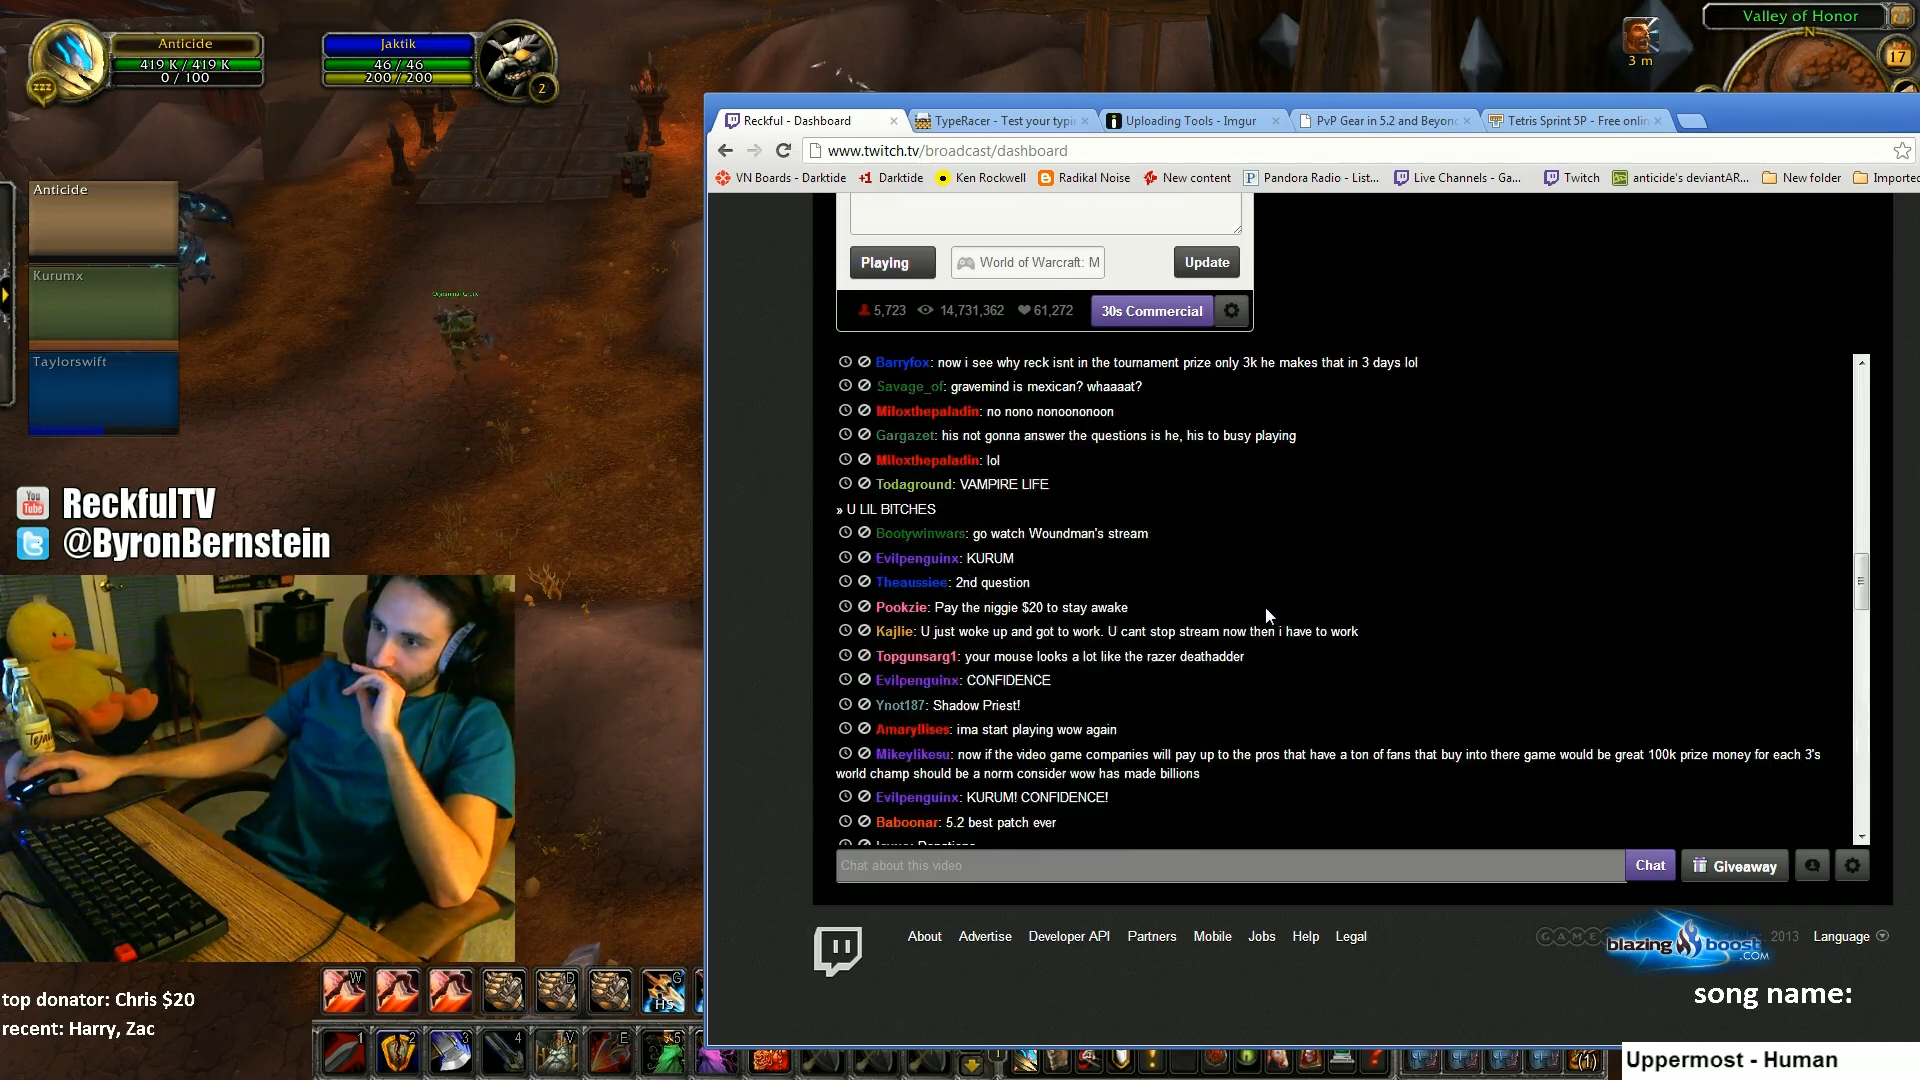 Anticide
419 K / 419 K
0 / 100
zzz
Jaktik
46 / 46
200 / 200
2
3 m
Valley of Honor
N
17
Anticide
Kurumx
Taylorswift
You Tube ReckfulTV
@ByronBernstein
Reckful - Dashboard
TypeRacer - Test your typi
Uploading Tools - Imgur
PvP Gear in 5.2 and Beyon
Tetris Sprint 5P - Free onlin
www.twitch.tv/broadcast/dashboard
VN Boards - Darktide
+1 Darktide
Ken Rockwell
Radikal Noise
New content
Pandora Radio - List...
Live Channels - Ga...
Twitch
anticide's deviantAR...
New folder
Imported
Playing
World of Warcraft: M
Update
5,723 14,731,362 61,272
30s Commercial
Barryfox: now i see why reck isnt in the tournament prize only 3k he makes that in 3 days lol
Savage_of: gravemind is mexican? whaaaat?
Miloxthepaladin: no nono nonoononoon
Gargazet: his not gonna answer the questions is he, his to busy playing
Miloxthepaladin: lol
Todaground: VAMPIRE LIFE
» U LIL BITCHES
Bootywinwars: go watch Woundman's stream
Evilpenguinx: KURUM
Theaussiee: 2nd question
Pookzie: Pay the niggie $20 to stay awake
Kajlie: U just woke up and got to work. U cant stop stream now then i have to work
Topgunsarg1: your mouse looks a lot like the razer deathadder
Evilpenguinx: CONFIDENCE
Ynot187: Shadow Priest!
Amaryllises: ima start playing wow again
Mikeylikesu: now if the video game companies will pay up to the pros that have a ton of fans that buy into there game would be great 100k prize money for each 3's
world champ should be a norm consider wow has made billions
Evilpenguinx: KURUM! CONFIDENCE!
Baboonar: 5.2 best patch ever
Chat about this video
Chat
Giveaway
About
Advertise
Developer API
Partners
Mobile
Jobs
Help
Legal
blazing boost
.COM
2013
Language
top donator: Chris $20
recent: Harry, Zac
song name:
Uppermost - Human
W
D
G
HS
1
2
3
4
V
E